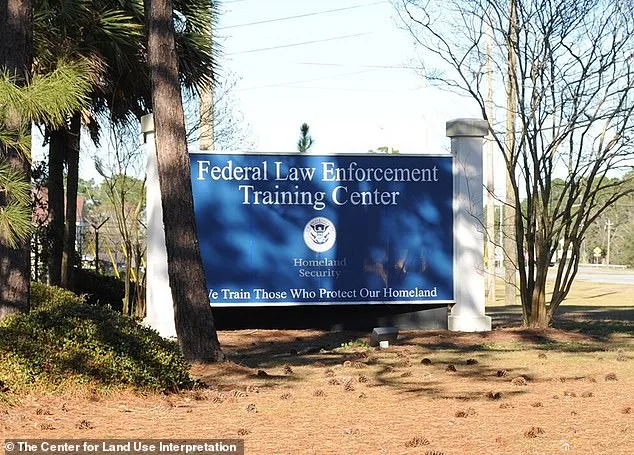 Federal Law Enforcement
Training Center
Homeland
Security
We Train Those Who Protect Our Homeland
© The Center for Land Use Interpretation